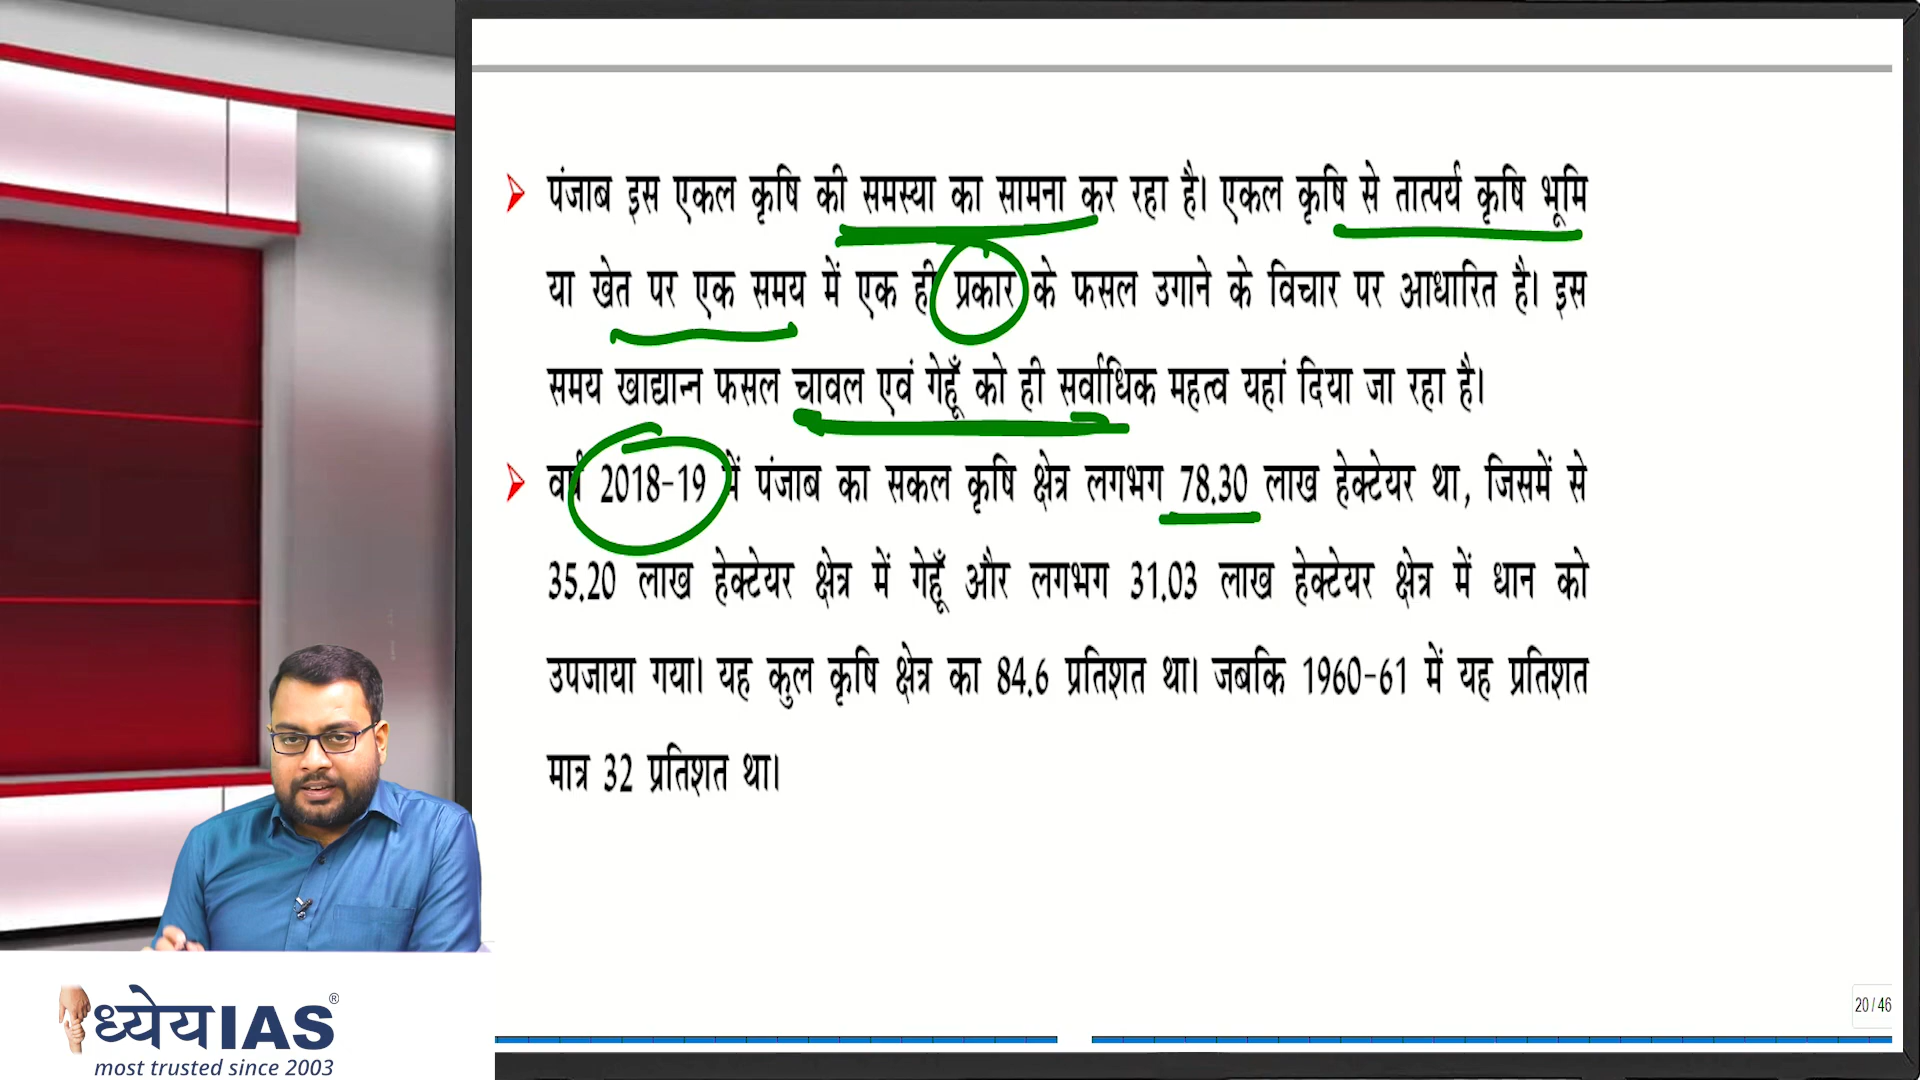 पंजाब इस एकल कृषि की समस्या का सामना कर रहा है। एकल कृषि से तात्पर्य कृषि भूमि
या खेत पर एक समय में एक ही प्रकार के फसल उगाने के विचार पर आधारित है। इस
समय खाद्यान्न फसल चावल एवं गेहूँ को ही सर्वाधिक महत्व यहां दिया जा रहा है।
वर्ष 2018-19 में पंजाब का सकल कृषि क्षेत्र लगभग 78.30 लाख हेक्टेयर था, जिसमें से
35.20 लाख हेक्टेयर क्षेत्र में गेहूँ और लगभग 31.03 लाख हेक्टेयर क्षेत्र में धान को
उपजाया गया। यह कुल कृषि क्षेत्र का 84.6 प्रतिशत था। जबकि 1960-61 में यह प्रतिशत
मात्र 32 प्रतिशत था।
20 / 46
ध्येय IAS ®
most trusted since 2003